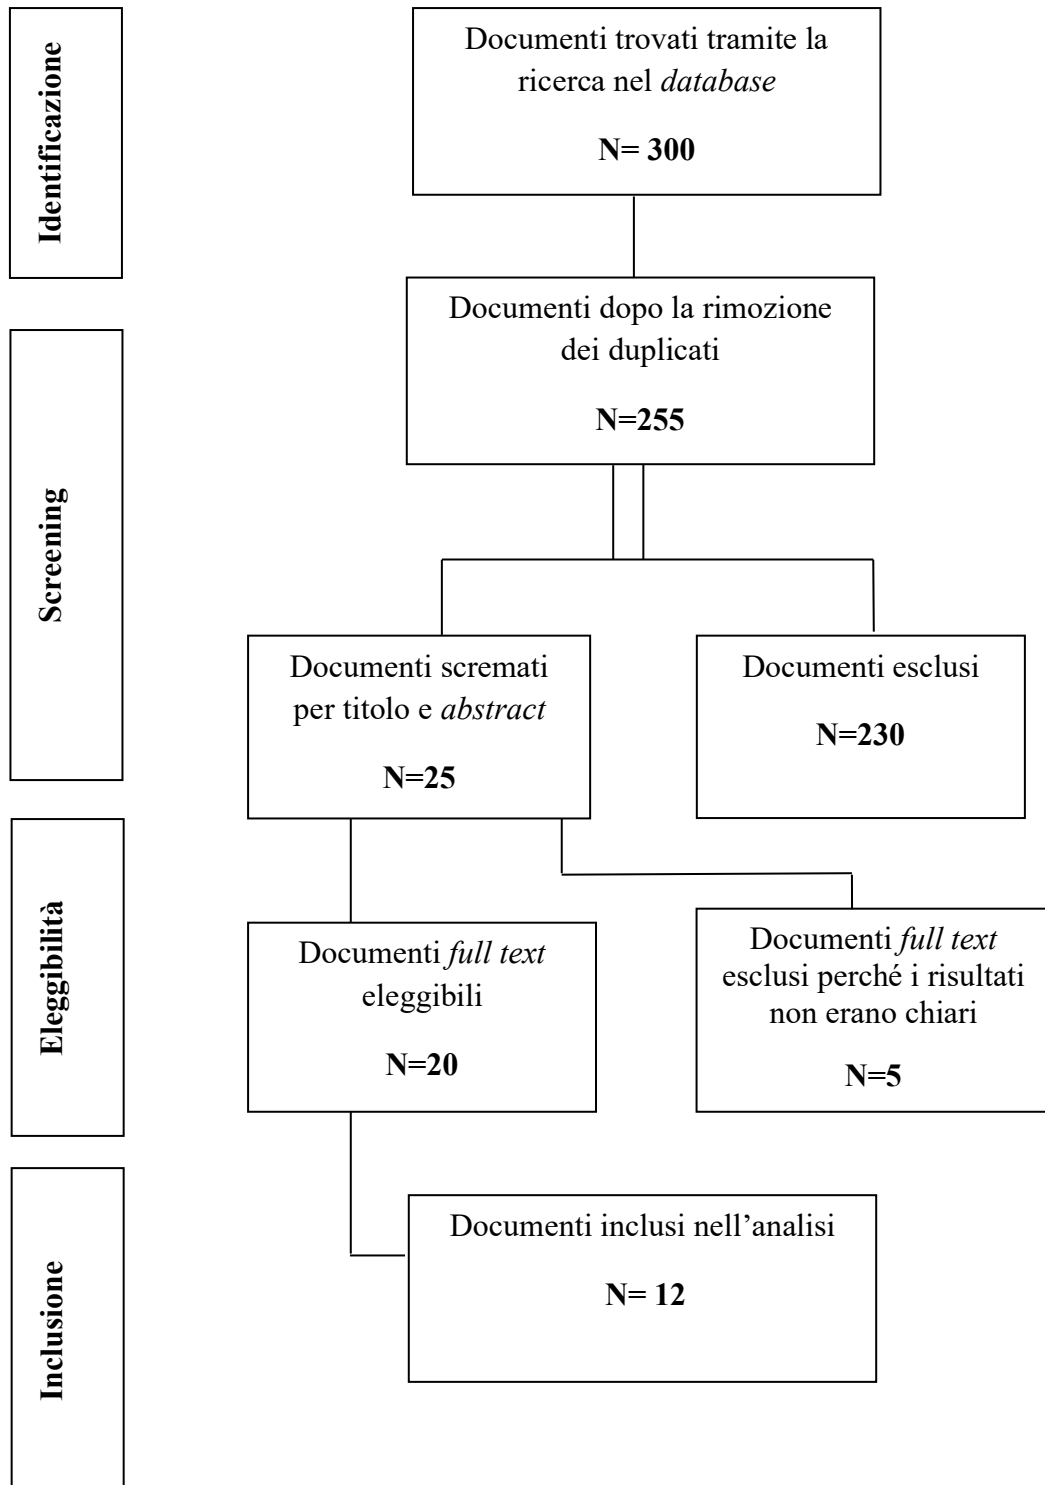 Identificazione
Documenti trovati tramite la
ricerca nel database
N= 300
Documenti dopo la rimozione
dei duplicati
N=255
Screening
Documenti scremati
per titolo e abstract
N=25
Documenti esclusi
N=230
Eleggibilità
Documenti full text
eleggibili
N=20
Documenti full text
esclusi perché i risultati
non erano chiari
N=5
Inclusione
Documenti inclusi nell’analisi
N= 12